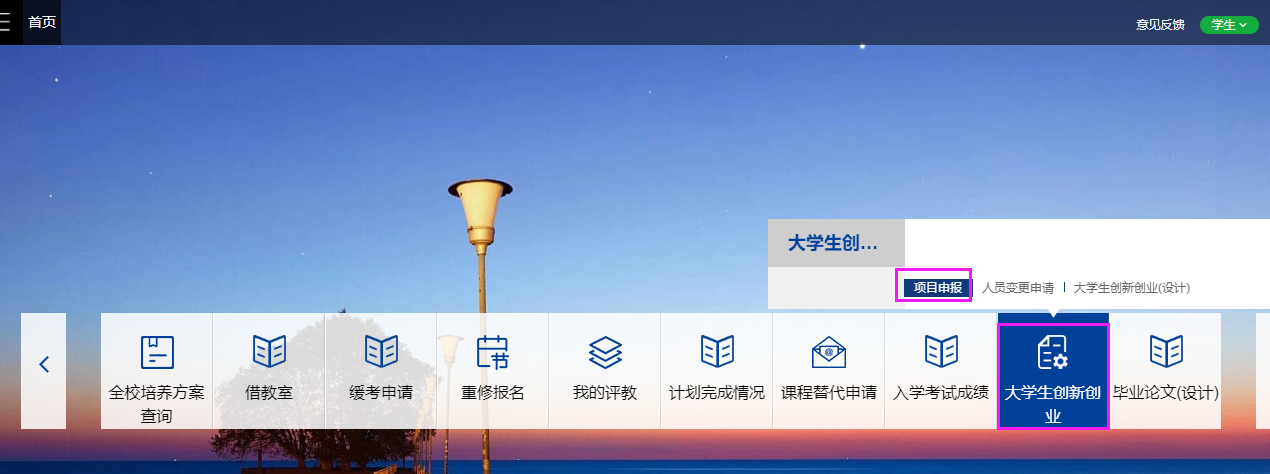 首页
意见反馈
学生
大学生创...
项目申报
人员变更申请
大学生创新创业(设计)
全校培养方案
查询
借教室
缓考申请
重修报名
我的评教
计划完成情况
课程替代申请
入学考试成绩
大学生创新创
业
毕业论文(设计)